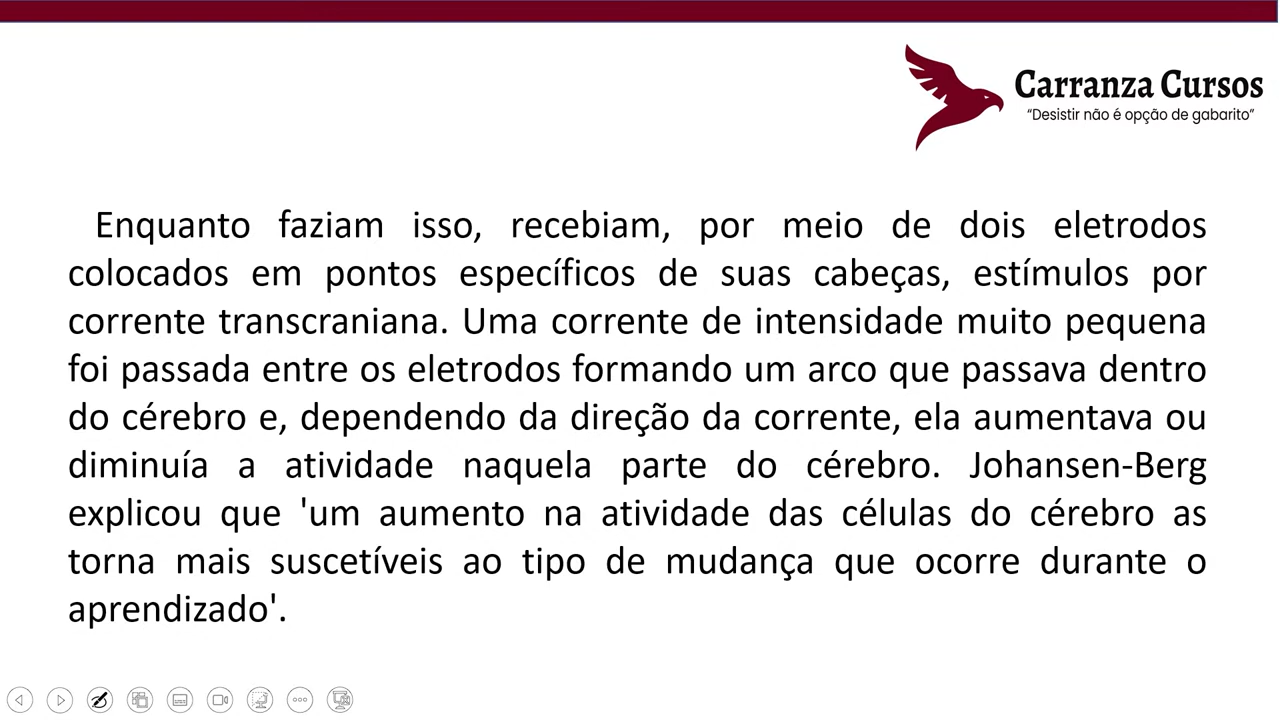 Carranza Cursos
“Desistir não é opção de gabarito”
Enquanto faziam isso, recebiam, por meio de dois eletrodos
colocados em pontos específicos de suas cabeças, estímulos por
corrente transcraniana. Uma corrente de intensidade muito pequena
foi passada entre os eletrodos formando um arco que passava dentro
do cérebro e, dependendo da direção da corrente, ela aumentava ou
diminuía a atividade naquela parte do cérebro. Johansen-Berg
explicou que 'um aumento na atividade das células do cérebro as
torna mais suscetíveis ao tipo de mudança que ocorre durante o
aprendizado'.